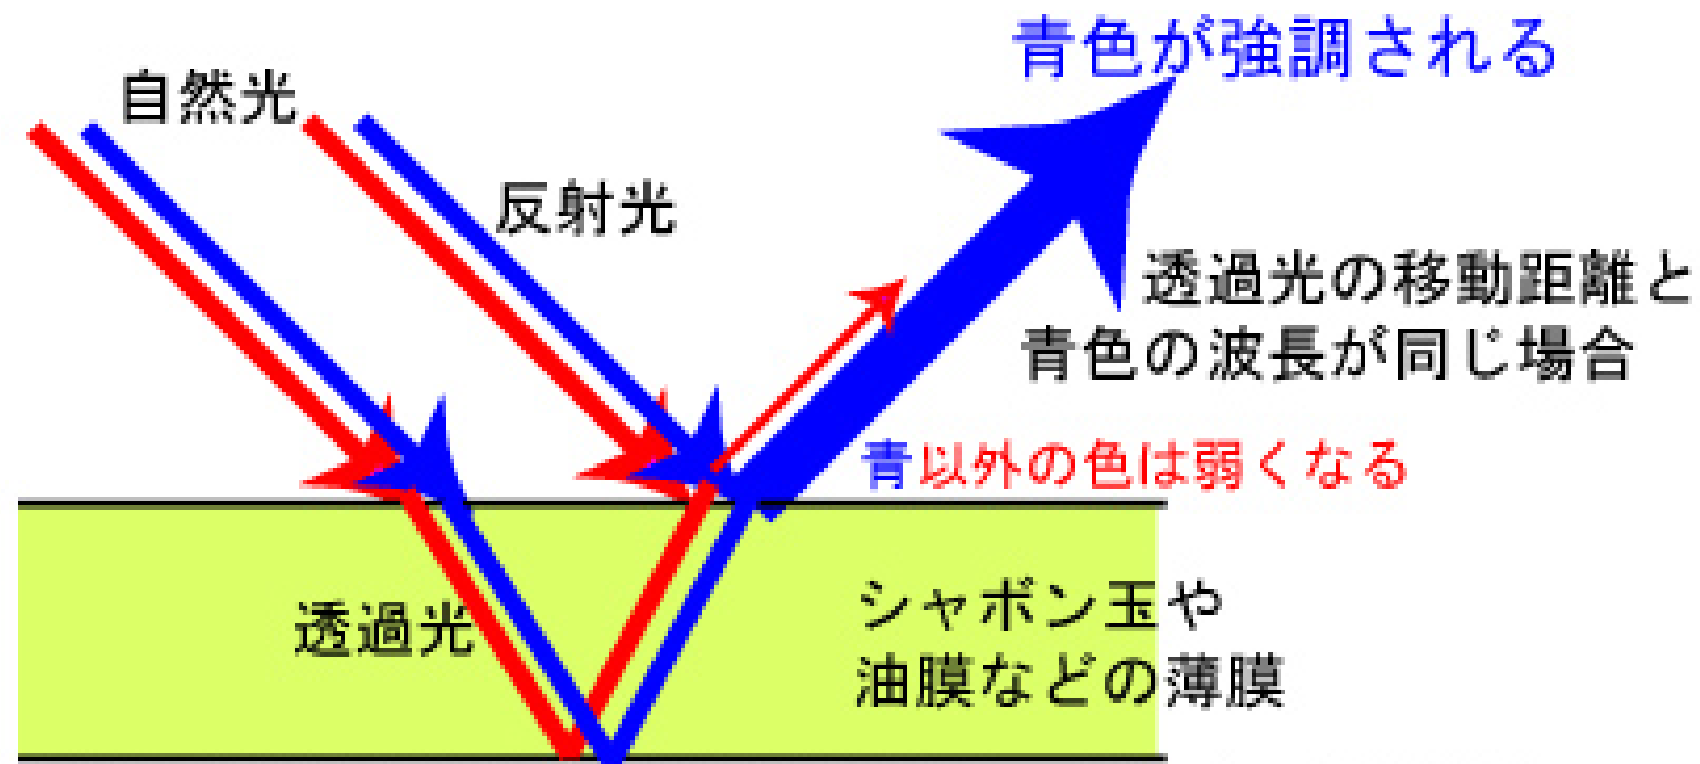 青色が強調される
自然光
反射光
透過光の移動距離と
青色の波長が同じ場合
青以外の色は弱くなる
シャボン玉や
透過光
油膜などの薄膜